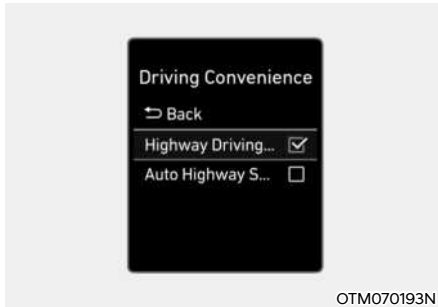 Driving Convenience
⮌ Back
Highway Driving...
Auto Highway S...
OTM070193N